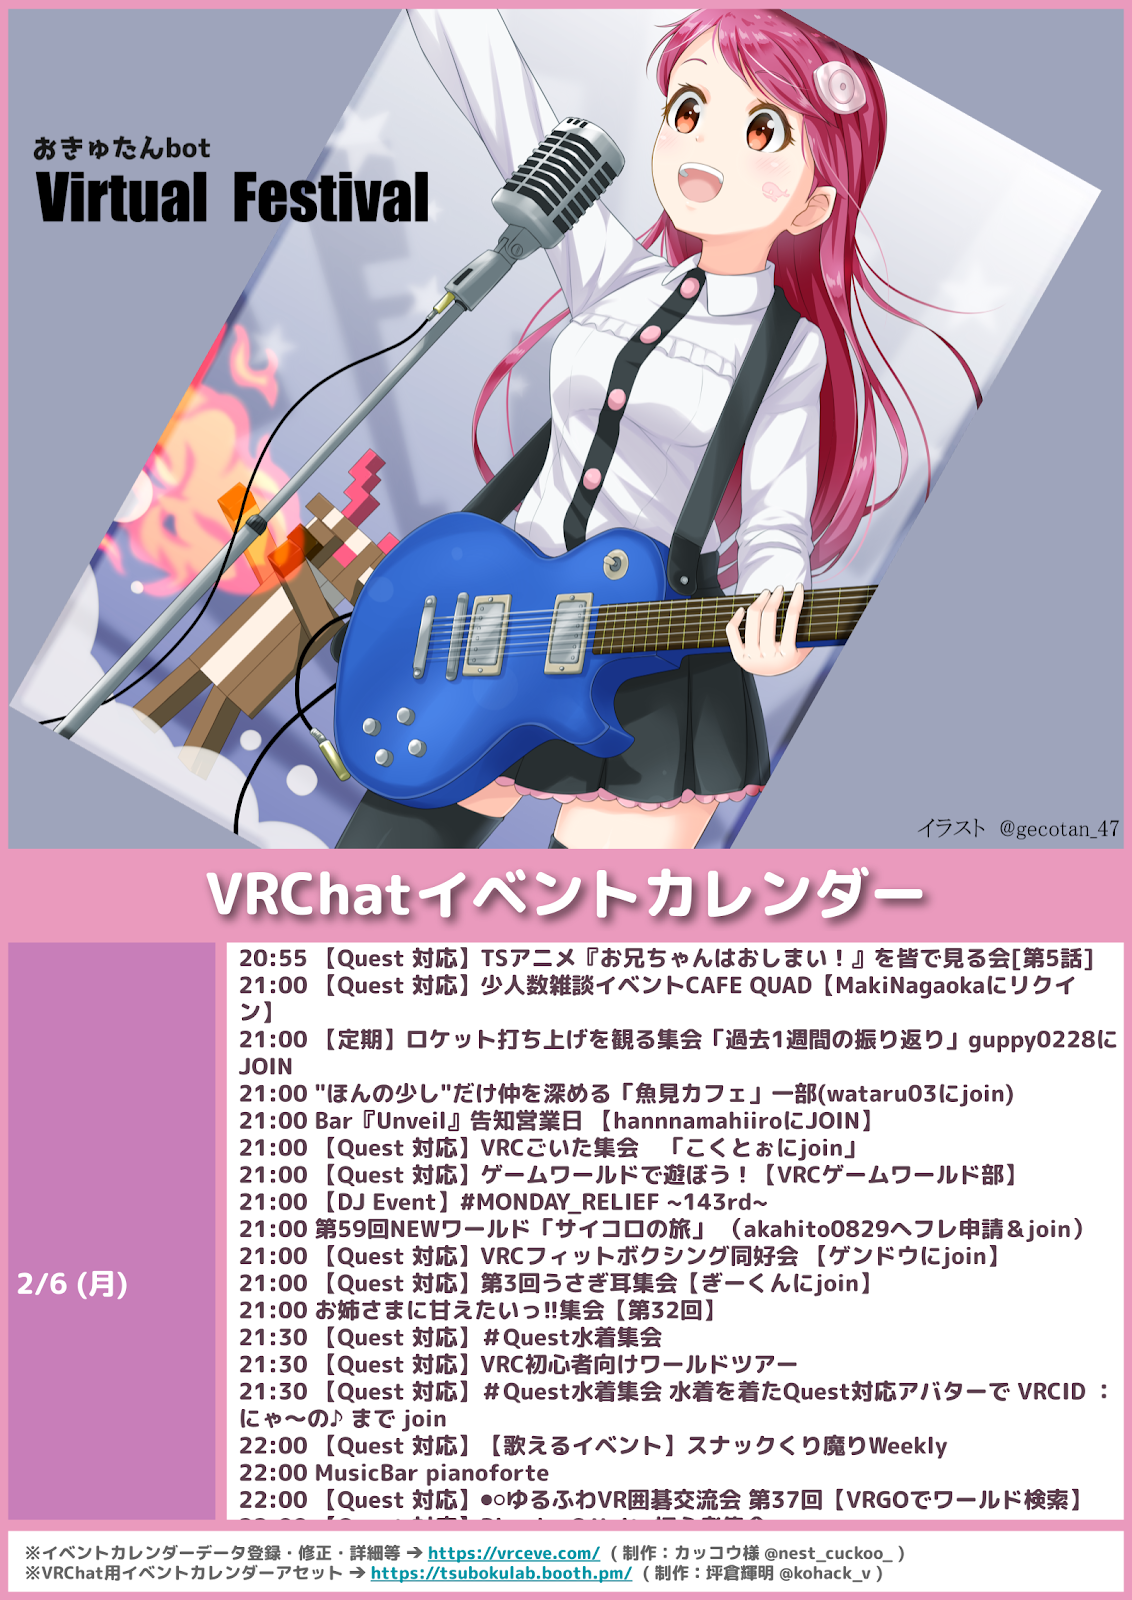 おきゅたんbot
Virtual Festival
イラスト @gecotan_47
VRChatイベントカレンダー
2/6 (月)
20:55 【Quest 対応】TSアニメ『お兄ちゃんはおしまい！』を皆で見る会[第5話]
21:00 【Quest 対応】少人数雑談イベントCAFE QUAD【MakiNagaokaにリクイ
ン】
21:00 【定期】ロケット打ち上げを観る集会「過去1週間の振り返り」guppy0228に
JOIN
21:00 "ほんの少し"だけ仲を深める「魚見カフェ」一部(wataru03にjoin)
21:00 Bar『Unveil』告知営業日 【hannnamahiiroにJOIN】
21:00 【Quest 対応】VRCごいた集会　「こくとぉにjoin」
21:00 【Quest 対応】ゲームワールドで遊ぼう！【VRCゲームワールド部】
21:00 【DJ Event】#MONDAY_RELIEF ~143rd~
21:00 第59回NEWワールド「サイコロの旅」 （akahito0829へフレ申請＆join）
21:00 【Quest 対応】VRCフィットボクシング同好会 【ゲンドウにjoin】
21:00 【Quest 対応】第3回うさぎ耳集会【ぎーくんにjoin】
21:00 お姉さまに甘えたいっ!!集会【第32回】
21:30 【Quest 対応】＃Quest水着集会
21:30 【Quest 対応】VRC初心者向けワールドツアー
21:30 【Quest 対応】＃Quest水着集会 水着を着たQuest対応アバターで VRCID ：
にゃ～の♪ まで join
22:00 【Quest 対応】【歌えるイベント】スナックくり魔りWeekly
22:00 MusicBar pianoforte
22:00 【Quest 対応】●○ゆるふわVR囲碁交流会 第37回【VRGOでワールド検索】
※イベントカレンダーデータ登録・修正・詳細等 ➔ https://vrceve.com/ （制作：カッコウ様 @nest_cuckoo_ ）
※VRChat用イベントカレンダーアセット ➔ https://tsubokulab.booth.pm/ （制作：坪倉輝明 @kohack_v ）